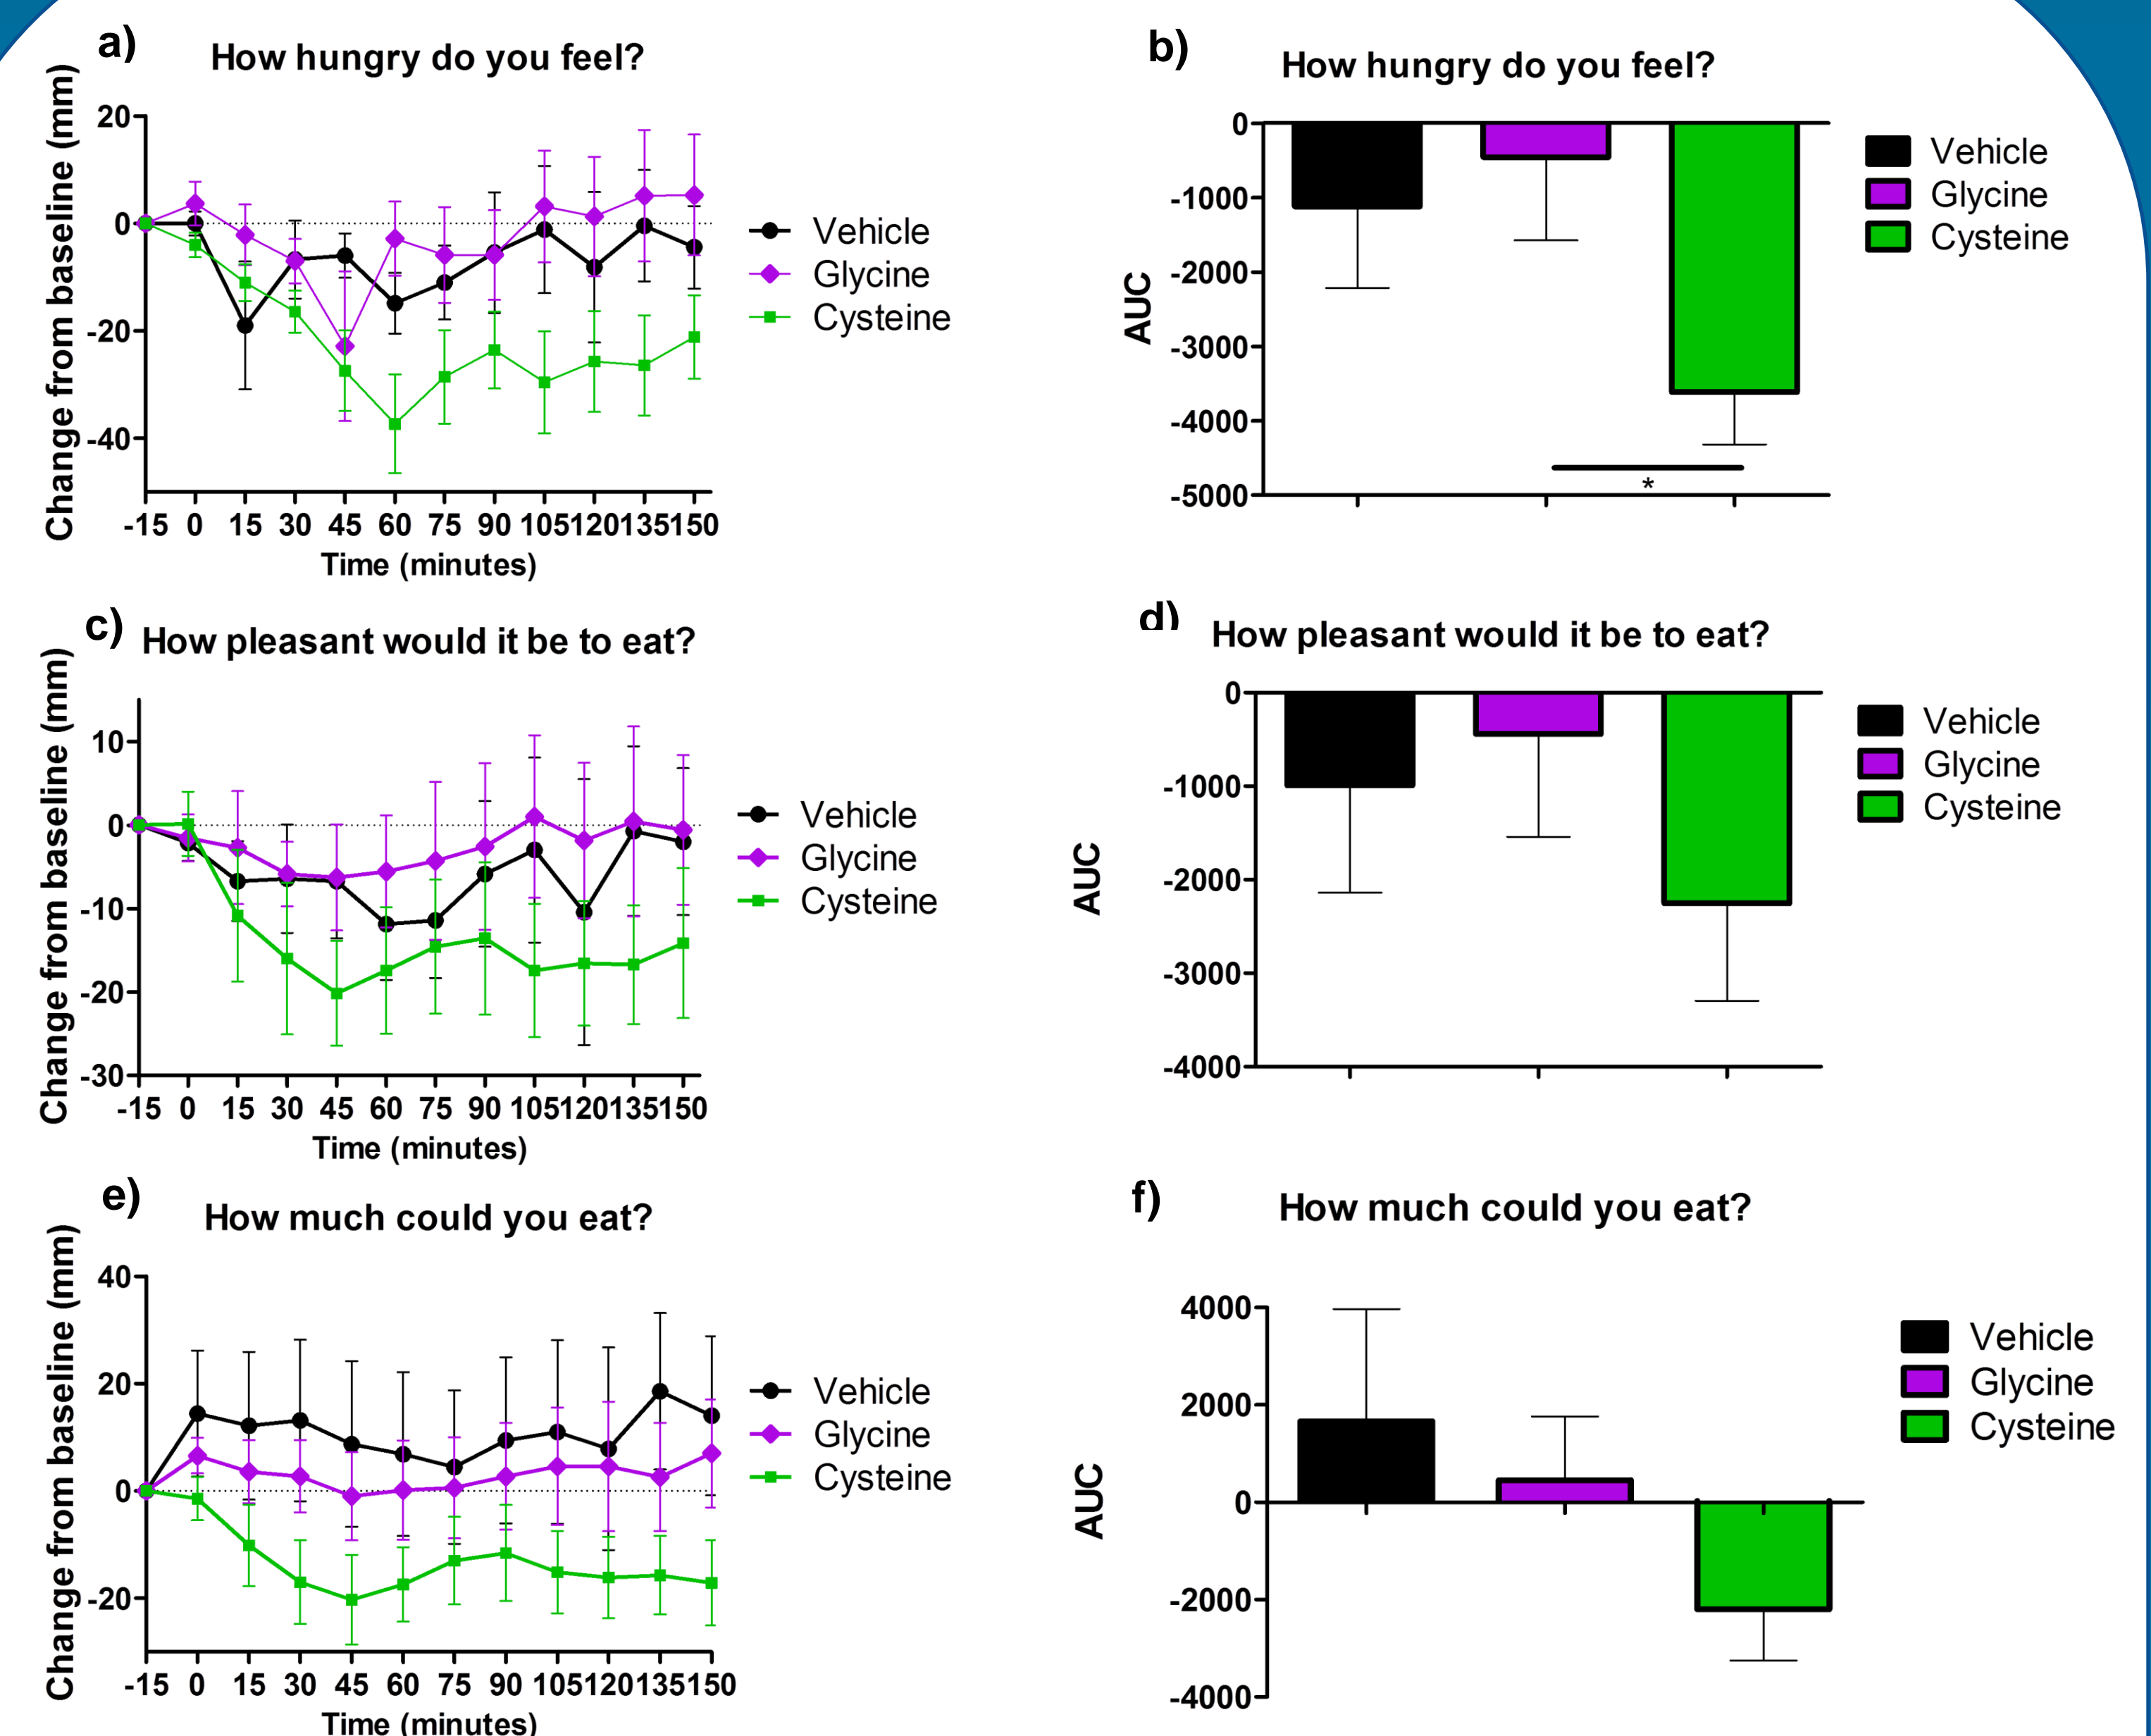 a)
How hungry do you feel?
Change from baseline (mm)
20
0
-20
-40
-15 0 15 30 45 60 75 90 105 120 135 150
Time (minutes)
Vehicle
Glycine
Cysteine
b)
How hungry do you feel?
AUC
0
-1000
-2000
-3000
-4000
-5000
*
Vehicle
Glycine
Cysteine
c)
How pleasant would it be to eat?
Change from baseline (mm)
10
0
-10
-20
-30
-15 0 15 30 45 60 75 90 105 120 135 150
Time (minutes)
Vehicle
Glycine
Cysteine
d)
How pleasant would it be to eat?
AUC
0
-1000
-2000
-3000
-4000
Vehicle
Glycine
Cysteine
e)
How much could you eat?
Change from baseline (mm)
40
20
0
-20
-15 0 15 30 45 60 75 90 105 120 135 150
Time (minutes)
Vehicle
Glycine
Cysteine
f)
How much could you eat?
AUC
4000
2000
0
-2000
-4000
Vehicle
Glycine
Cysteine